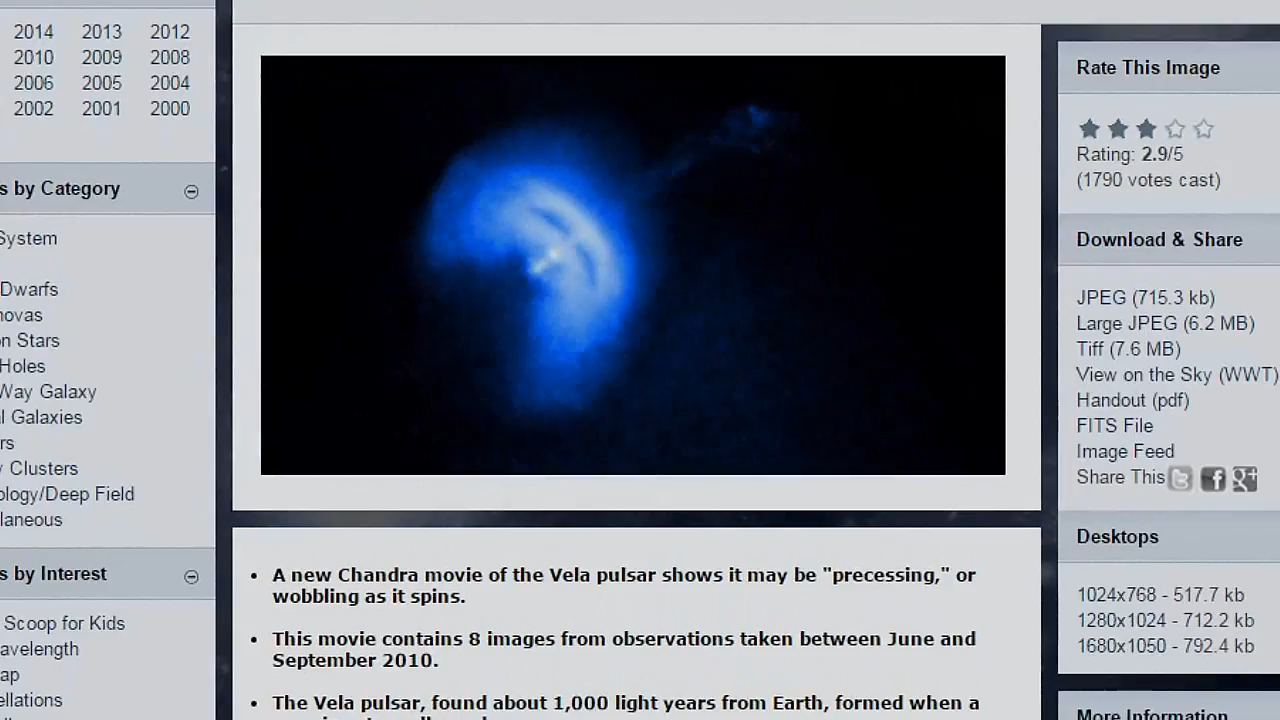 2014 2013 2012
2010 2009 2008
2006 2005 2004
2002 2001 2000
s by Category
System
Dwarfs
novas
n Stars
Holes
Way Galaxy
al Galaxies
rs
y Clusters
ology/Deep Field
laneous
s by Interest
Scoop for Kids
avelength
ap
ellations
A new Chandra movie of the Vela pulsar shows it may be "precessing," or
wobbling as it spins.
This movie contains 8 images from observations taken between June and
September 2010.
The Vela pulsar, found about 1,000 light years from Earth, formed when a
Rate This Image
Rating: 2.9/5
(1790 votes cast)
Download & Share
JPEG (715.3 kb)
Large JPEG (6.2 MB)
Tiff (7.6 MB)
View on the Sky (WWT)
Handout (pdf)
FITS File
Image Feed
Share This
Desktops
1024x768 - 517.7 kb
1280x1024 - 712.2 kb
1680x1050 - 792.4 kb
More Information